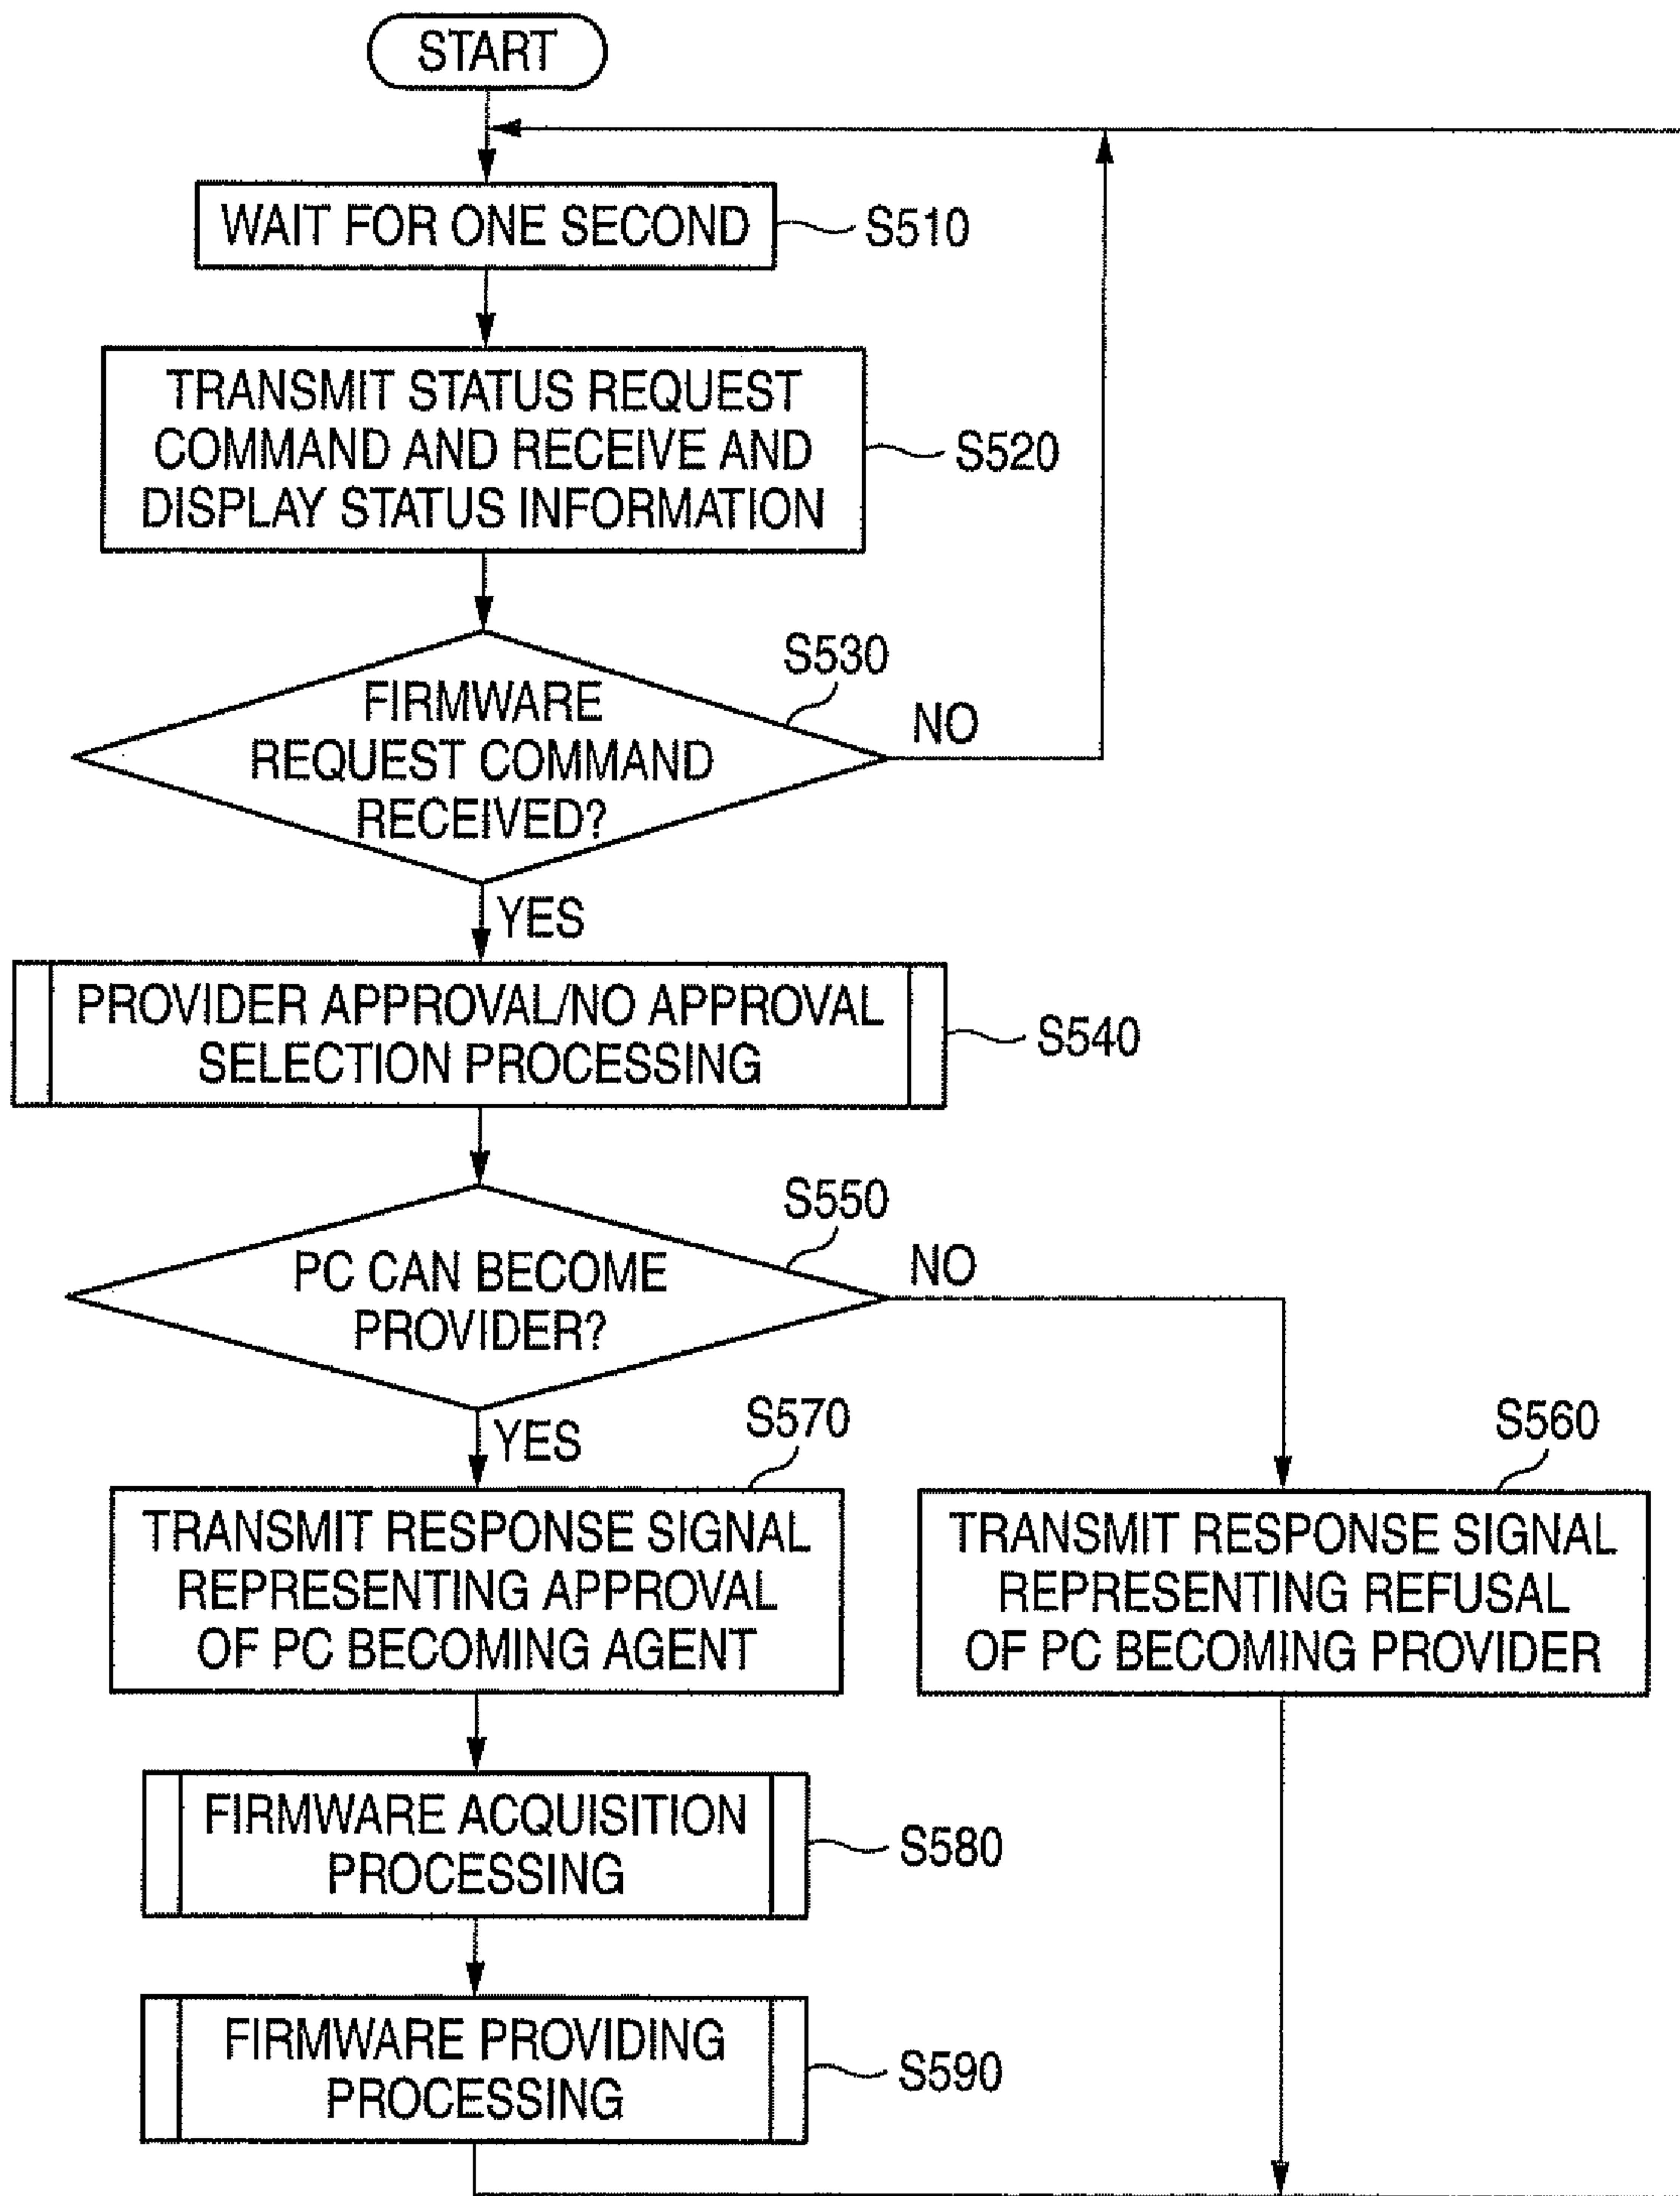 START
WAIT FOR ONE SECOND
S510
TRANSMIT STATUS REQUEST
COMMAND AND RECEIVE AND
DISPLAY STATUS INFORMATION
S520
S530
FIRMWARE
REQUEST COMMAND
RECEIVED?
NO
YES
PROVIDER APPROVAL/NO APPROVAL
SELECTION PROCESSING
S540
S550
PC CAN BECOME
PROVIDER?
NO
YES
S570
TRANSMIT RESPONSE SIGNAL
REPRESENTING APPROVAL
OF PC BECOMING AGENT
S560
TRANSMIT RESPONSE SIGNAL
REPRESENTING REFUSAL
OF PC BECOMING PROVIDER
FIRMWARE ACQUISITION
PROCESSING
S580
FIRMWARE PROVIDING
PROCESSING
S590